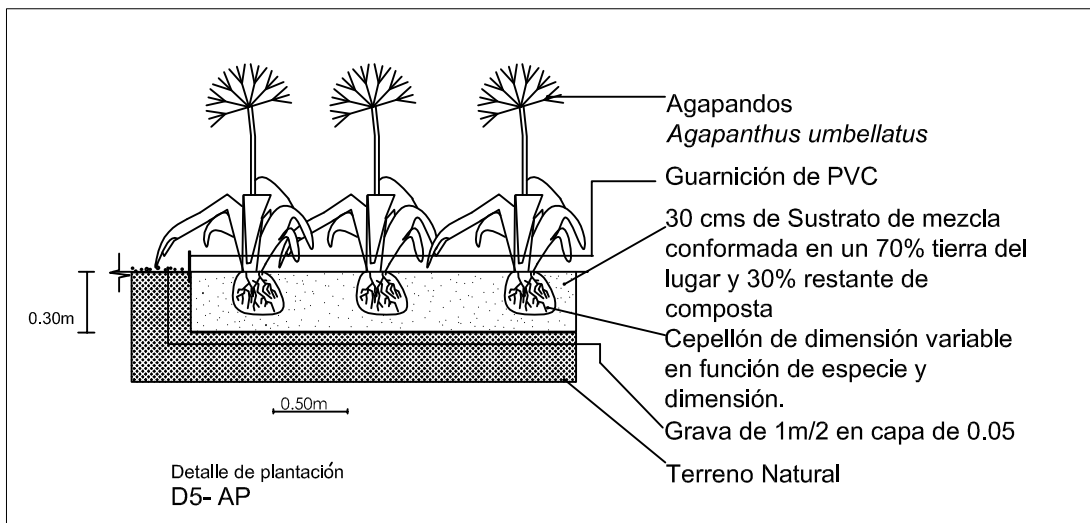 Agapandos
Agapanthus umbellatus
Guarnición de PVC
30 cms de Sustrato de mezcla
conformada en un 70% tierra del
lugar y 30% restante de
composta
Cepellón de dimensión variable
en función de especie y
dimensión.
Grava de 1m/2 en capa de 0.05
Terreno Natural
0.30m
0.50m
Detalle de plantación
D5- AP